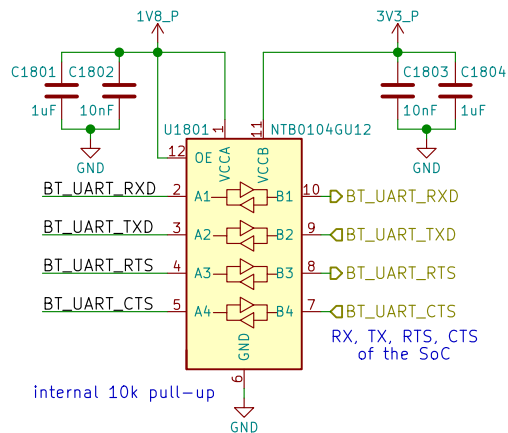 1V8_P
3V3_P
C1801 C1802
C1803 C1804
1uF 10nF
10nF 1uF
GND
GND
U1801
NTB0104GU12
1
11
VCCA
VCCB
12
OE
BT_UART_RXD
2
A1
B1
10
BT_UART_RXD
BT_UART_TXD
3
A2
B2
9
BT_UART_TXD
BT_UART_RTS
4
A3
B3
8
BT_UART_RTS
BT_UART_CTS
5
A4
B4
7
BT_UART_CTS
RX, TX, RTS, CTS
of the SoC
GND
6
internal 10k pull-up
GND